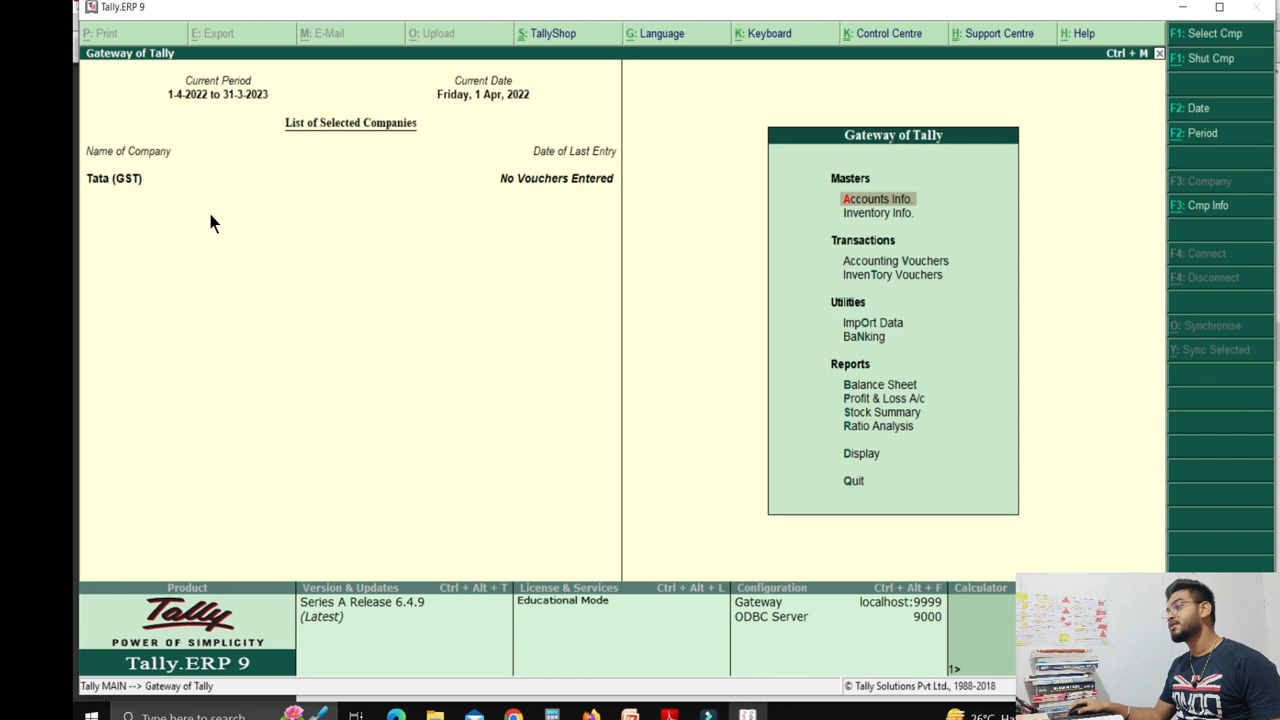 Tally.ERP 9
P: Print E: Export M: E-Mail O: Upload S: TallyShop G: Language K: Keyboard K: Control Centre H: Support Centre H: Help
Gateway of Tally Ctrl + M
Current Period Current Date
1-4-2022 to 31-3-2023 Friday, 1 Apr, 2022
List of Selected Companies
Name of Company Date of Last Entry
Tata (GST) No Vouchers Entered
Gateway of Tally
Masters
Accounts Info.
Inventory Info.
Transactions
Accounting Vouchers
InvenTory Vouchers
Utilities
ImpOrt Data
BaNking
Reports
Balance Sheet
Profit & Loss A/c
Stock Summary
Ratio Analysis
Display
Quit
F1: Select Cmp
F1: Shut Cmp
F2: Date
F2: Period
F3: Company
F3: Cmp Info
F4: Connect
F4: Disconnect
O: Synchronise
Y: Sync Selected
Product
Tally
POWER OF SIMPLICITY
Tally.ERP 9
Version & Updates Ctrl + Alt + T
Series A Release 6.4.9
(Latest)
License & Services Ctrl + Alt + L
Educational Mode
Configuration Ctrl + Alt + F
Gateway localhost:9999
ODBC Server 9000
Calculator
1>
Tally MAIN --> Gateway of Tally © Tally Solutions Pvt Ltd., 1988-2018
Type here to search
26°C